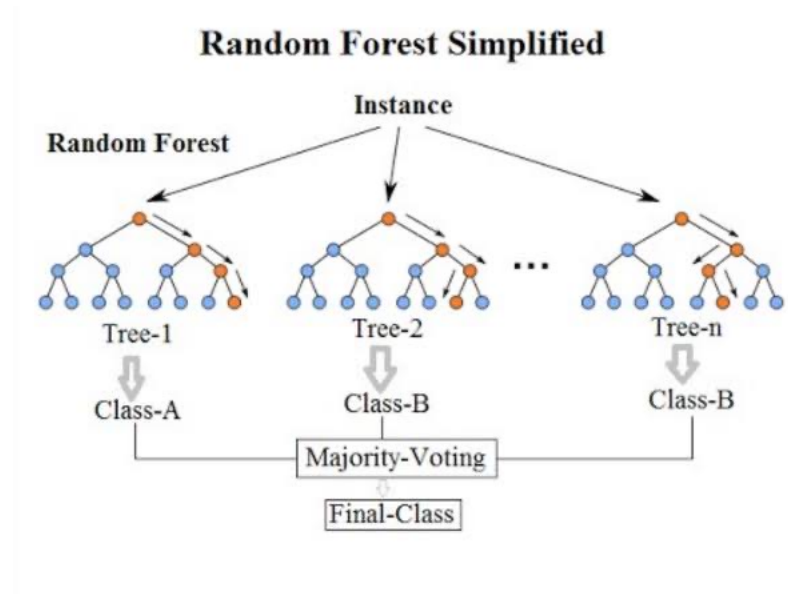 Random Forest Simplified
Instance
Random Forest
...
Tree-1
Tree-2
Tree-n
Class-A
Class-B
Class-B
Majority-Voting
Final-Class